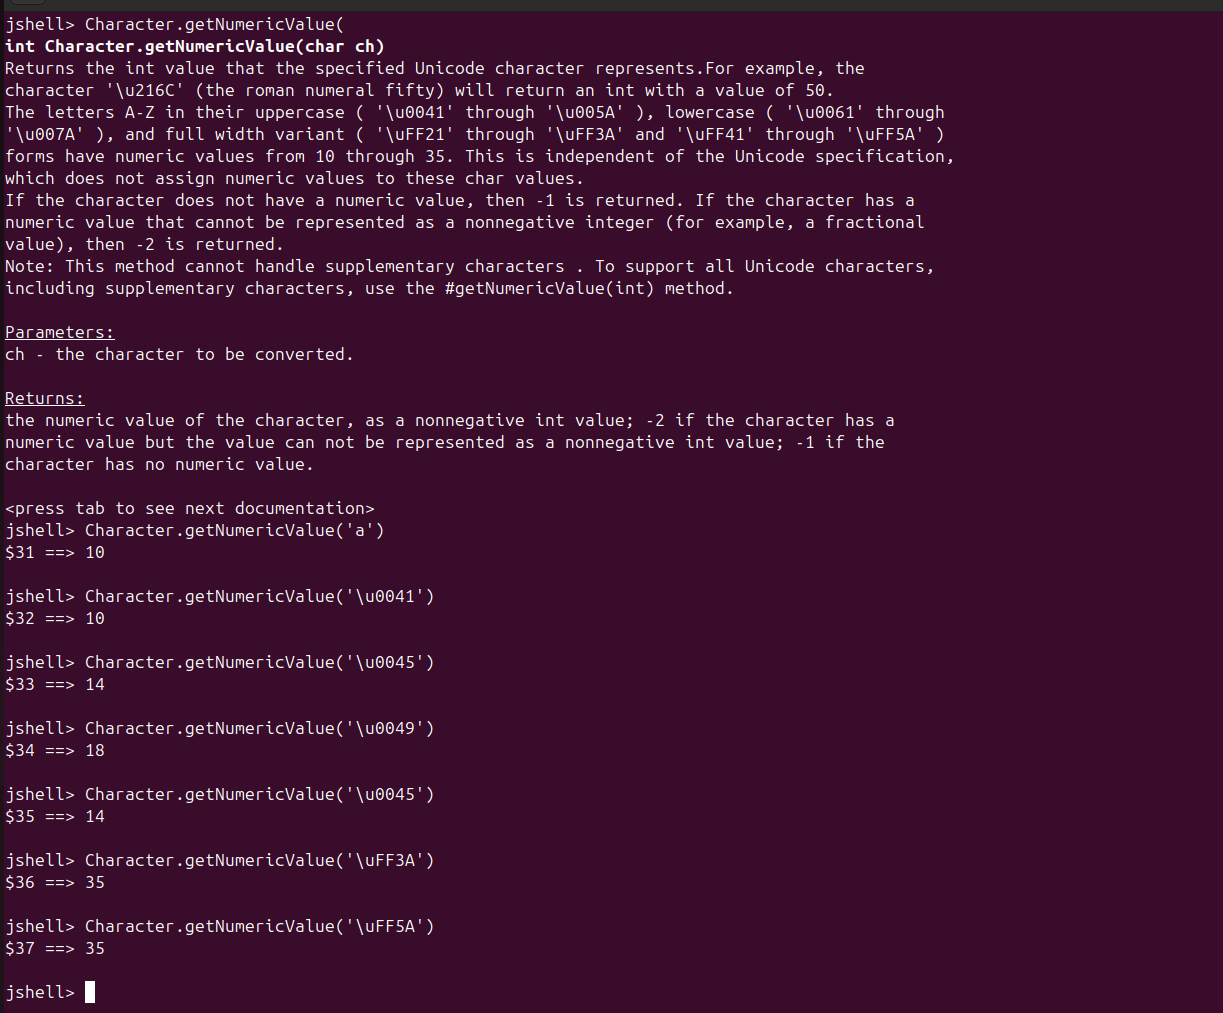 jshell> Character.getNumericValue(
int Character.getNumericValue(char ch)
Returns the int value that the specified Unicode character represents.For example, the
character '\u216C' (the roman numeral fifty) will return an int with a value of 50.
The letters A-Z in their uppercase ( '\u0041' through '\u005A' ), lowercase ( '\u0061' through
'\u007A' ), and full width variant ( '\uFF21' through '\uFF3A' and '\uFF41' through '\uFF5A' )
forms have numeric values from 10 through 35. This is independent of the Unicode specification,
which does not assign numeric values to these char values.
If the character does not have a numeric value, then -1 is returned. If the character has a
numeric value that cannot be represented as a nonnegative integer (for example, a fractional
value), then -2 is returned.
Note: This method cannot handle supplementary characters . To support all Unicode characters,
including supplementary characters, use the #getNumericValue(int) method.
Parameters:
ch - the character to be converted.
Returns:
the numeric value of the character, as a nonnegative int value; -2 if the character has a
numeric value but the value can not be represented as a nonnegative int value; -1 if the
character has no numeric value.
<press tab to see next documentation>
jshell> Character.getNumericValue('a')
$31 ==> 10
jshell> Character.getNumericValue('\u0041')
$32 ==> 10
jshell> Character.getNumericValue('\u0045')
$33 ==> 14
jshell> Character.getNumericValue('\u0049')
$34 ==> 18
jshell> Character.getNumericValue('\u0045')
$35 ==> 14
jshell> Character.getNumericValue('\uFF3A')
$36 ==> 35
jshell> Character.getNumericValue('\uFF5A')
$37 ==> 35
jshell>